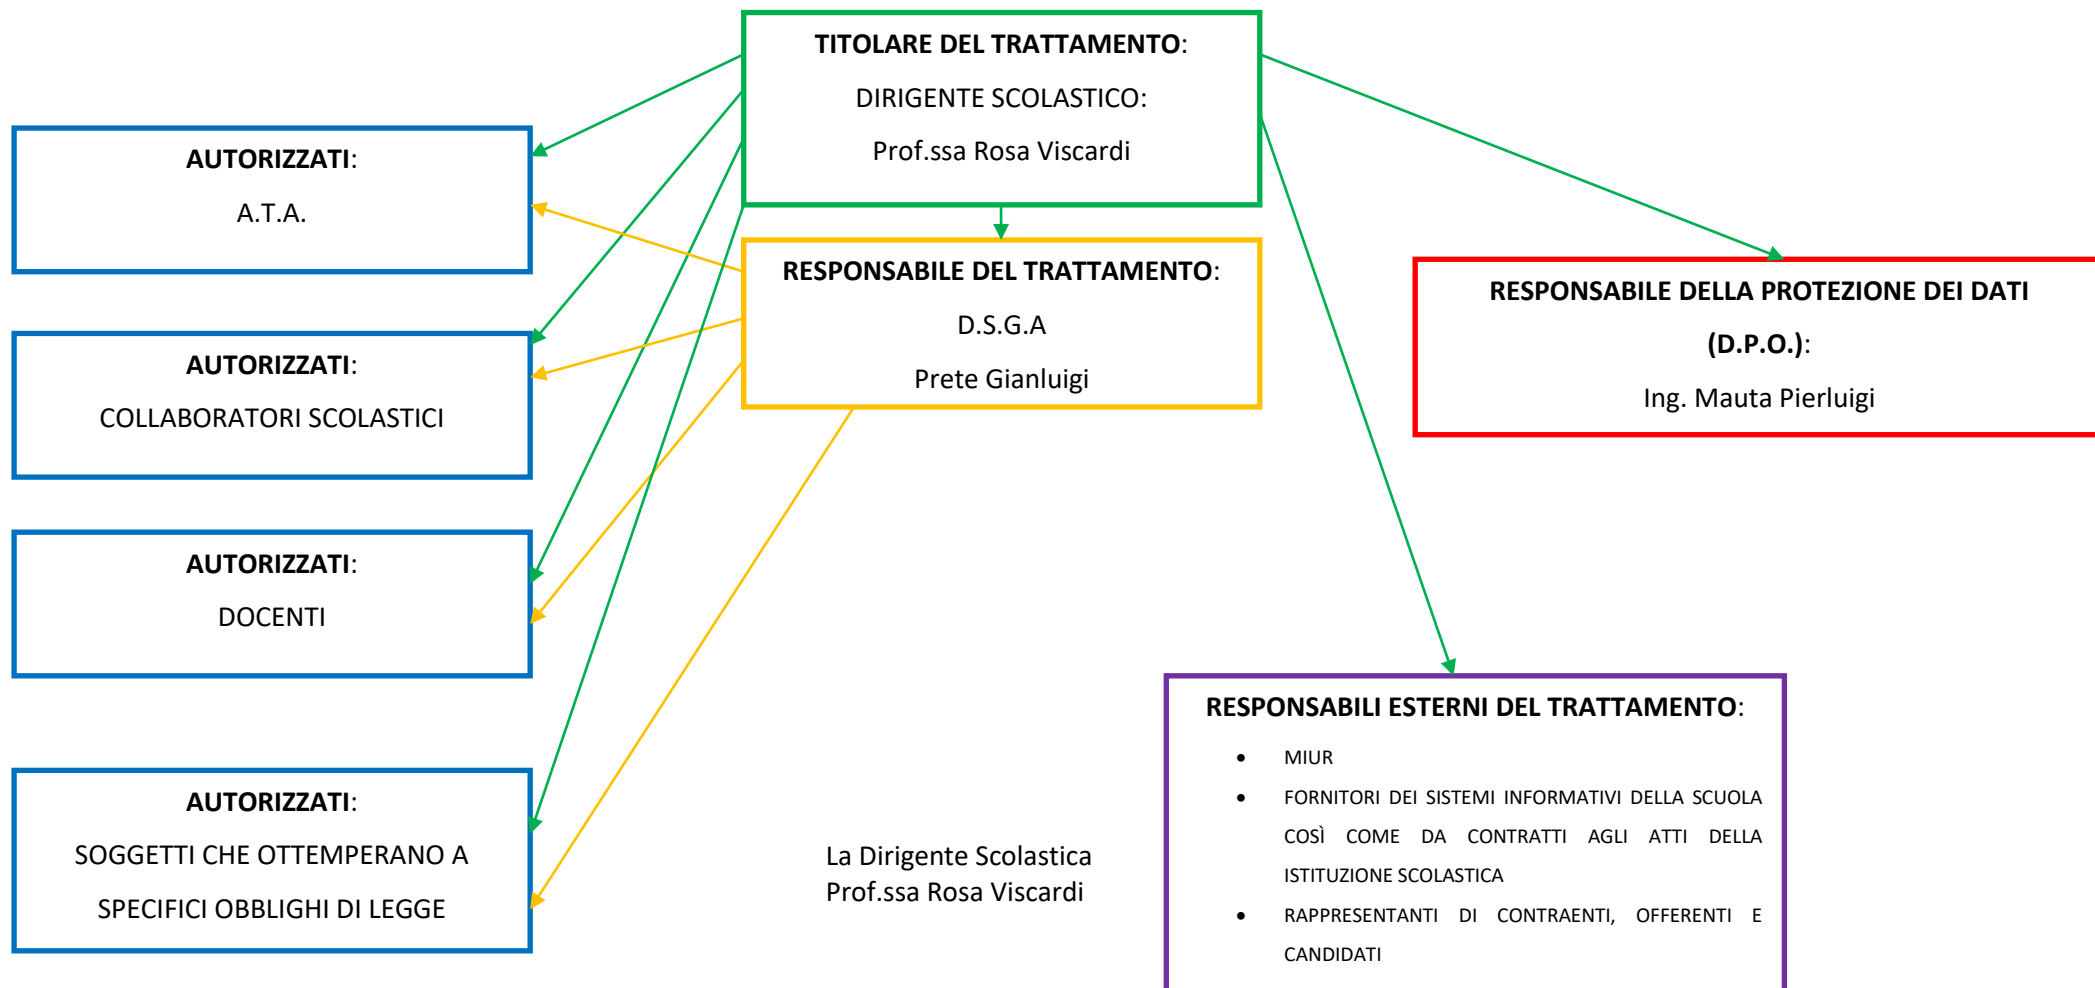 TITOLARE DEL TRATTAMENTO:
DIRIGENTE SCOLASTICO:
Prof.ssa Rosa Viscardi
AUTORIZZATI:
A.T.A.
RESPONSABILE DEL TRATTAMENTO:
D.S.G.A
Prete Gianluigi
RESPONSABILE DELLA PROTEZIONE DEI DATI
(D.P.O.):
Ing. Mauta Pierluigi
AUTORIZZATI:
COLLABORATORI SCOLASTICI
AUTORIZZATI:
DOCENTI
AUTORIZZATI:
SOGGETTI CHE OTTEMPERANO A
SPECIFICI OBBLIGHI DI LEGGE
La Dirigente Scolastica
Prof.ssa Rosa Viscardi
RESPONSABILI ESTERNI DEL TRATTAMENTO:
• MIUR
• FORNITORI DEI SISTEMI INFORMATIVI DELLA SCUOLA
COSÌ COME DA CONTRATTI AGLI ATTI DELLA
ISTITUZIONE SCOLASTICA
• RAPPRESENTANTI DI CONTRAENTI, OFFERENTI E
CANDIDATI